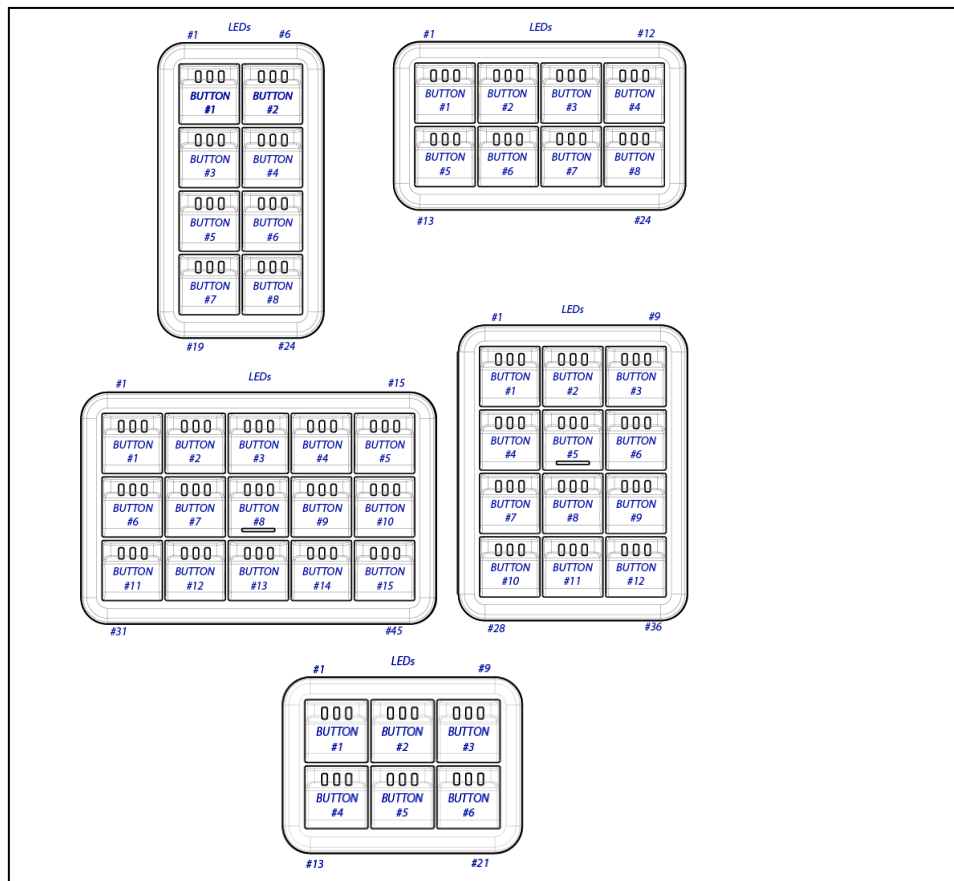 LEDs
#1 #6
BUTTON #1 BUTTON #2
BUTTON #3 BUTTON #4
BUTTON #5 BUTTON #6
BUTTON #7 BUTTON #8
#19 #24
LEDs
#1 #12
BUTTON #1 BUTTON #2 BUTTON #3 BUTTON #4
BUTTON #5 BUTTON #6 BUTTON #7 BUTTON #8
#13 #24
LEDs
#1 #15
BUTTON #1 BUTTON #2 BUTTON #3 BUTTON #4 BUTTON #5
BUTTON #6 BUTTON #7 BUTTON #8 BUTTON #9 BUTTON #10
BUTTON #11 BUTTON #12 BUTTON #13 BUTTON #14 BUTTON #15
#31 #45
LEDs
#1 #9
BUTTON #1 BUTTON #2 BUTTON #3
BUTTON #4 BUTTON #5 BUTTON #6
BUTTON #7 BUTTON #8 BUTTON #9
BUTTON #10 BUTTON #11 BUTTON #12
#28 #36
LEDs
#1 #9
BUTTON #1 BUTTON #2 BUTTON #3
BUTTON #4 BUTTON #5 BUTTON #6
#13 #21